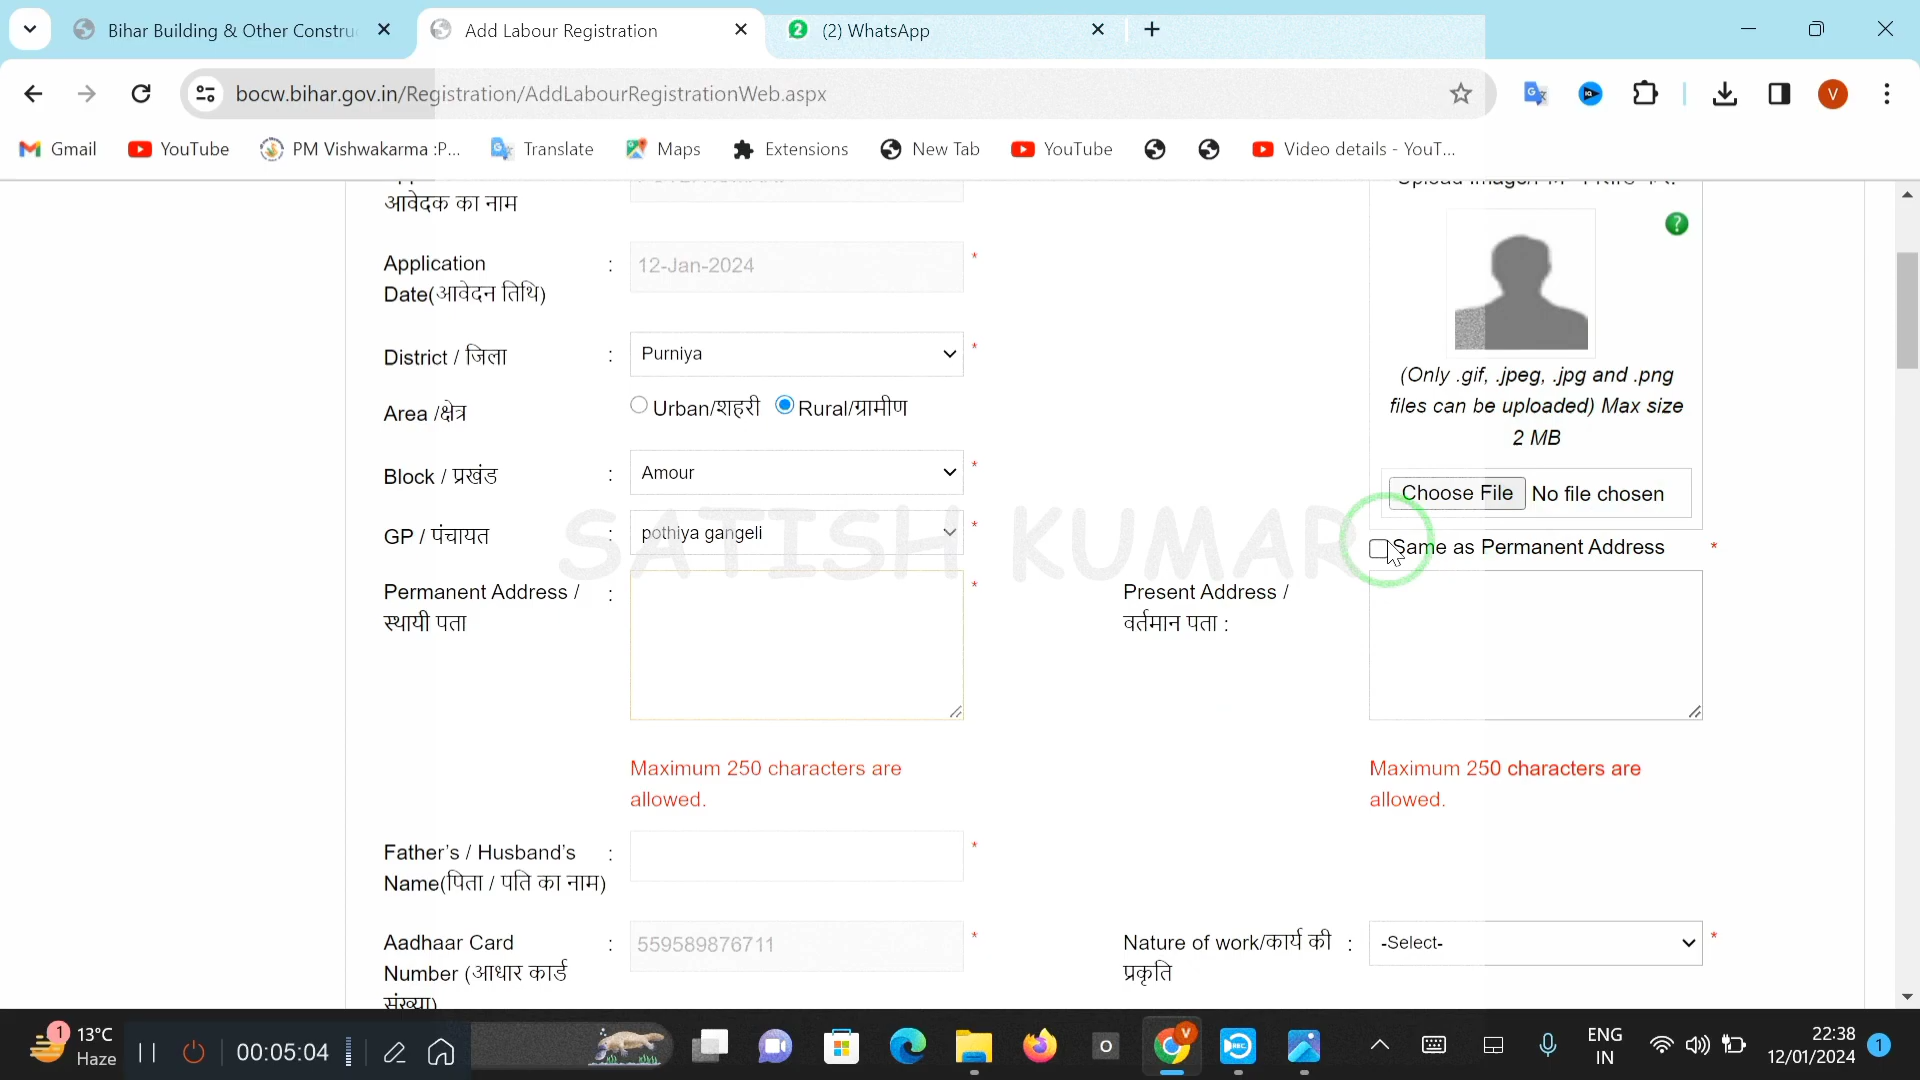 Bihar Building & Other Constru
Add Labour Registration
2
(2) WhatsApp
bocw.bihar.gov.in/Registration/AddLabourRegistrationWeb.aspx
V
Gmail
YouTube
PM Vishwakarma :P...
Translate
Maps
Extensions
New Tab
YouTube
Video details - YouT...
आवेदक का नाम
?
Application
Date(आवेदन तिथि)
:
12-Jan-2024
*
(Only .gif, .jpeg, .jpg and .png
files can be uploaded) Max size
2 MB
District / जिला
:
Purniya
*
Area /क्षेत्र
Urban/शहरी
Rural/ग्रामीण
Block / प्रखंड
:
Amour
*
Choose File No file chosen
SATISH KUMAR
GP / पंचायत
:
pothiya gangeli
*
Same as Permanent Address
*
Permanent Address /
स्थायी पता
:
*
Present Address /
वर्तमान पता :
Maximum 250 characters are
allowed.
Maximum 250 characters are
allowed.
Father's / Husband's
Name(पिता / पति का नाम)
:
*
Aadhaar Card
Number (आधार कार्ड
संख्या)
:
559589876711
*
Nature of work/कार्य की
प्रकृति
:
-Select-
*
1
13°C
Haze
00:05:04
V
REC
ENG
IN
22:38
12/01/2024
1